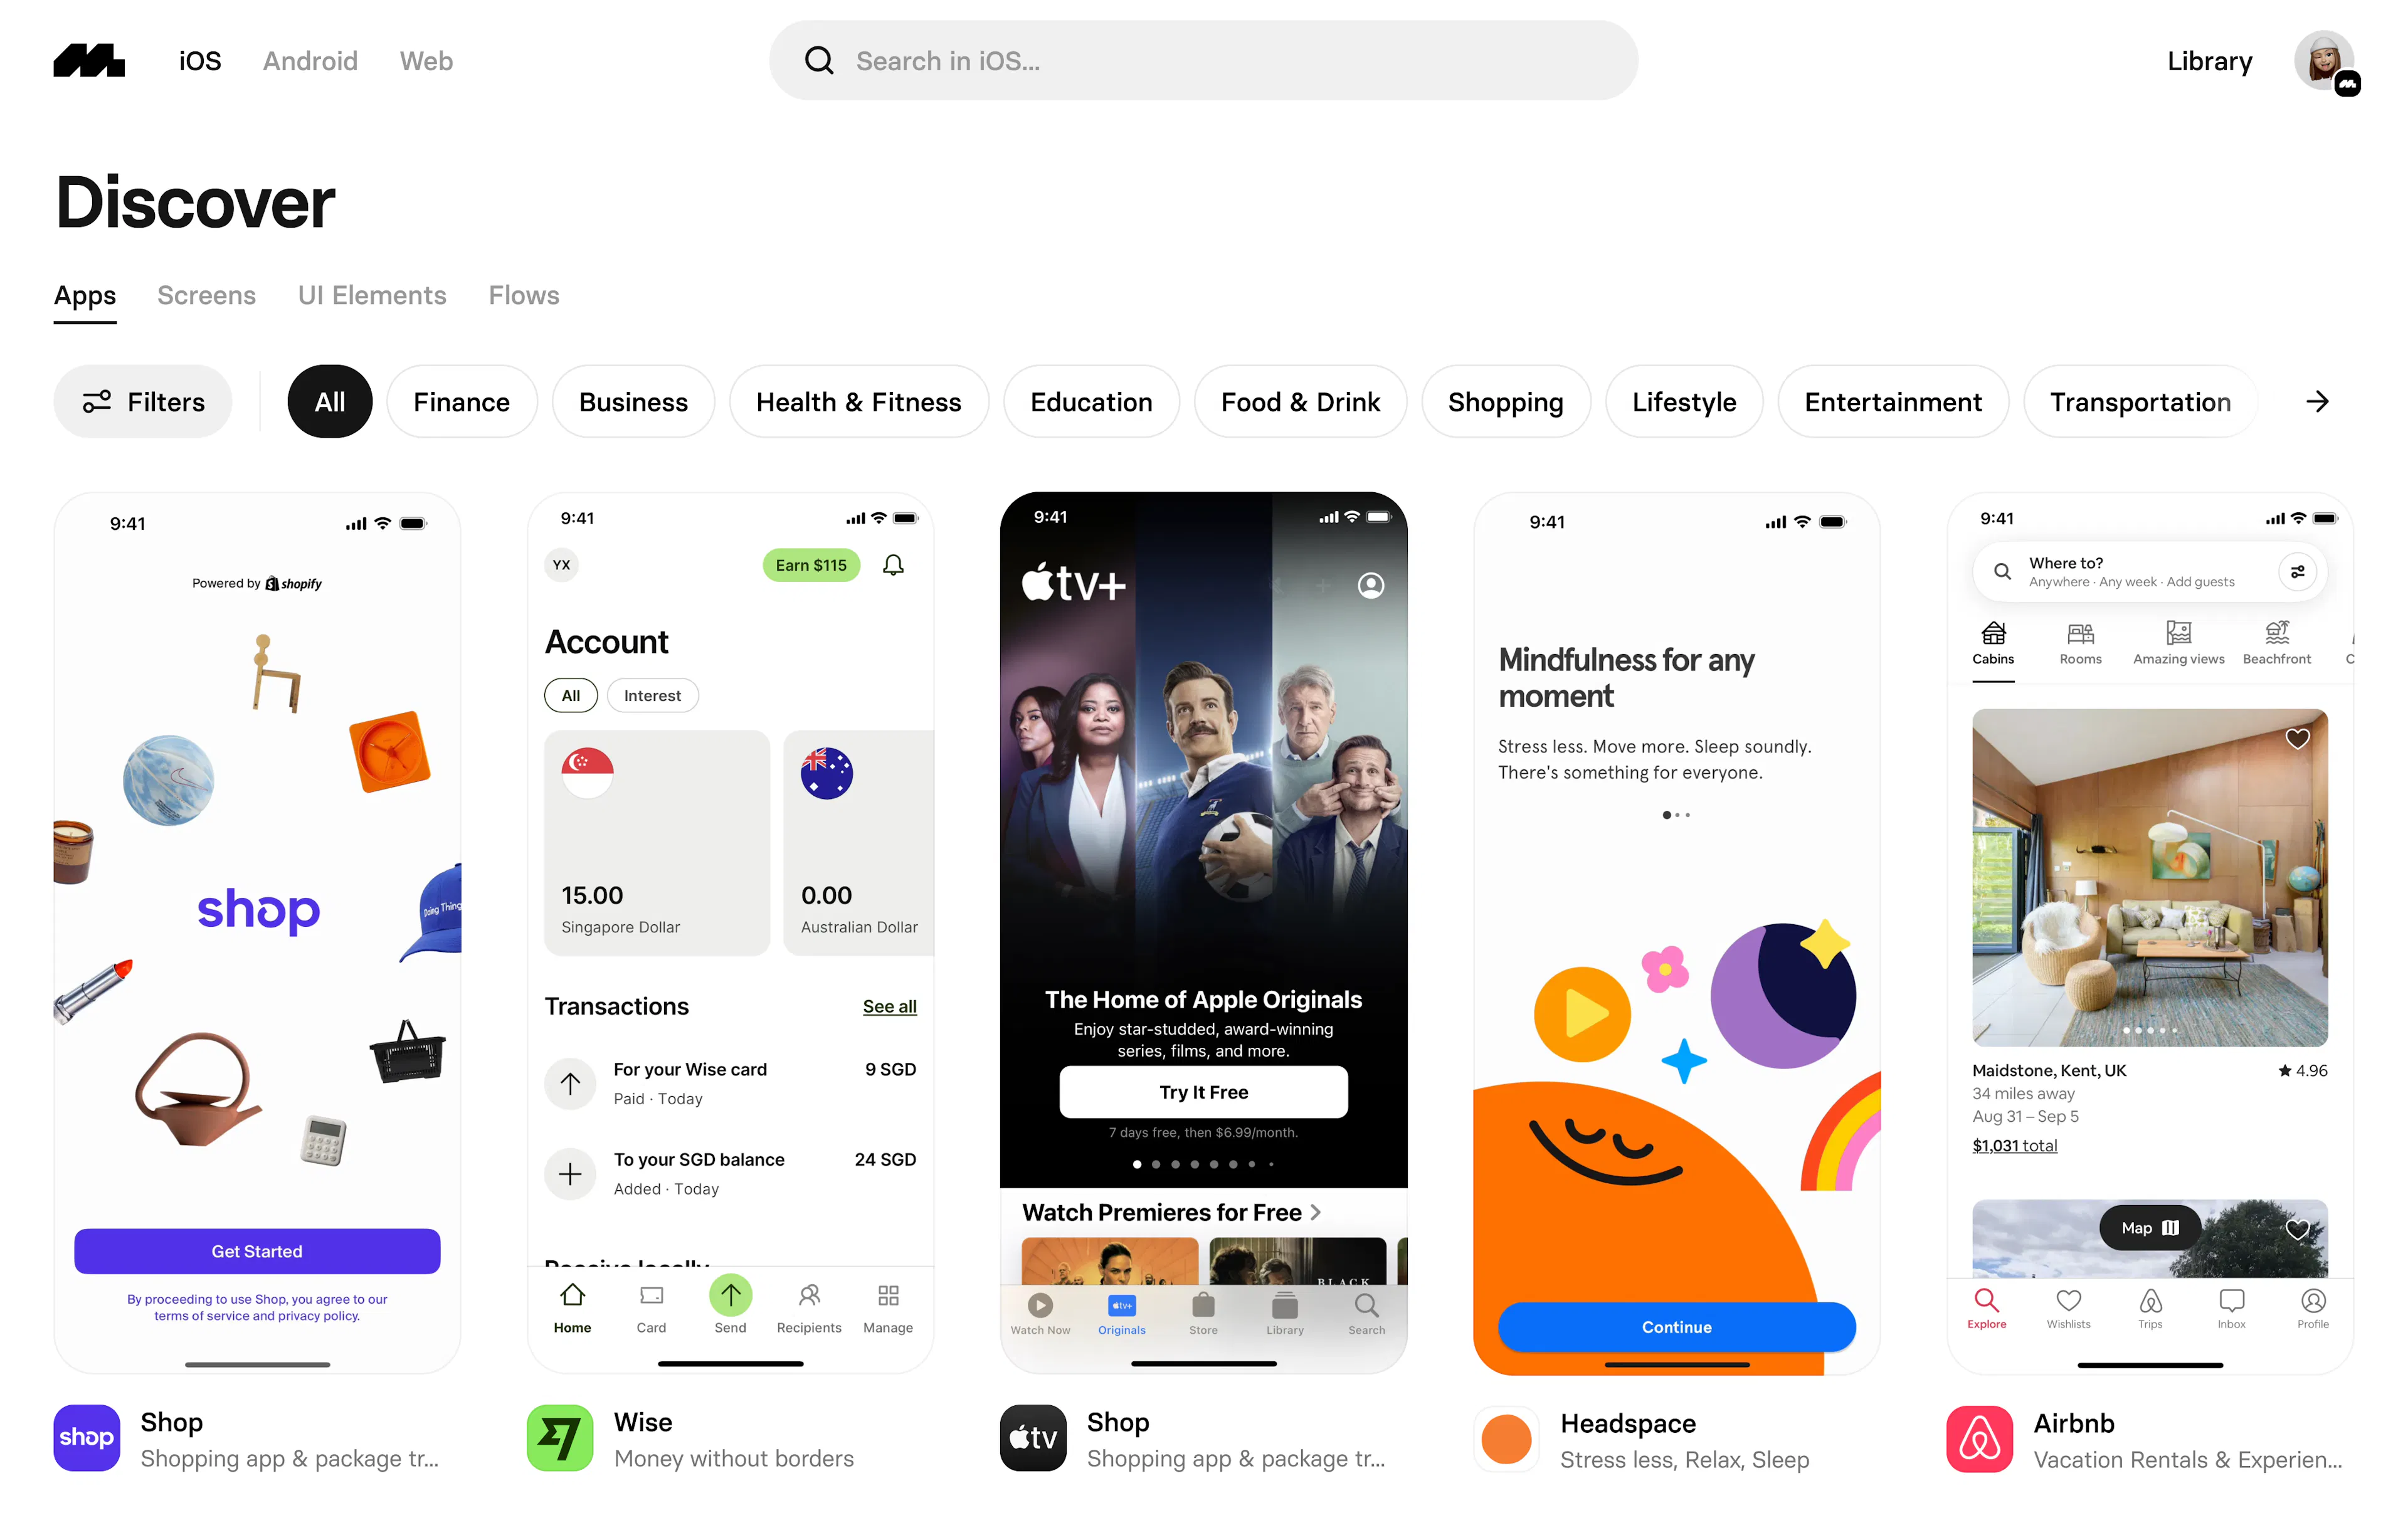 iOS
Android
Web
Search in iOS...
Library
Discover
Apps
Screens
UI Elements
Flows
Filters
All
Finance
Business
Health & Fitness
Education
Food & Drink
Shopping
Lifestyle
Entertainment
Transportation
9:41
Powered by shopify
Doing Thing
shop
Get Started
By proceeding to use Shop, you agree to our
terms of service and privacy policy.
Shop
Shopping app & package tr...
shop
9:41
YX
Earn $115
Account
All
Interest
15.00
Singapore Dollar
0.00
Australian Dollar
Transactions
See all
For your Wise card
9 SGD
Paid · Today
To your SGD balance
24 SGD
Added · Today
Receive locally
Home
Card
Send
Recipients
Manage
Wise
Money without borders
9:41
tv+
The Home of Apple Originals
Enjoy star-studded, award-winning
series, films, and more.
Try It Free
7 days free, then $6.99/month.
Watch Premieres for Free
BLACK
Watch Now
tv+
Originals
Store
Library
Search
tv
Shop
Shopping app & package tr...
9:41
Mindfulness for any
moment
Stress less. Move more. Sleep soundly.
There's something for everyone.
Continue
Headspace
Stress less, Relax, Sleep
9:41
Where to?
Anywhere · Any week · Add guests
Cabins
Rooms
Amazing views
Beachfront
Maidstone, Kent, UK
4.96
34 miles away
Aug 31 – Sep 5
$1,031 total
Map
Explore
Wishlists
Trips
Inbox
Profile
Airbnb
Vacation Rentals & Experien...